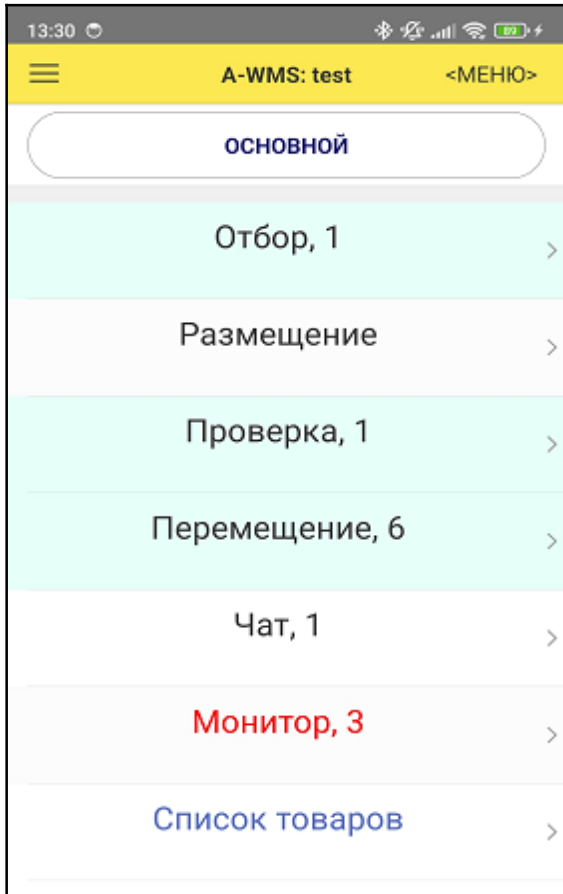 13:30 89
A-WMS: test <МЕНЮ>
ОСНОВНОЙ
Отбор, 1
Размещение
Проверка, 1
Перемещение, 6
Чат, 1
Монитор, 3
Список товаров